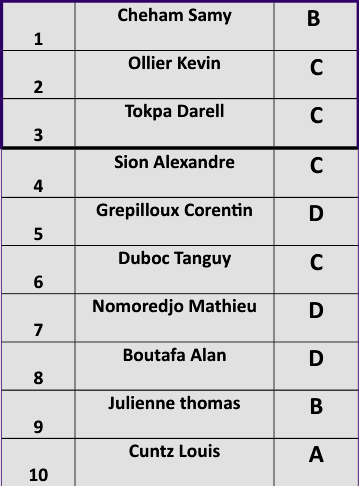 1 Cheham Samy B
2 Ollier Kevin C
3 Tokpa Darell C
4 Sion Alexandre C
5 Grepilloux Corentin D
6 Duboc Tanguy C
7 Nomoredjo Mathieu D
8 Boutafa Alan D
9 Julienne thomas B
10 Cuntz Louis A